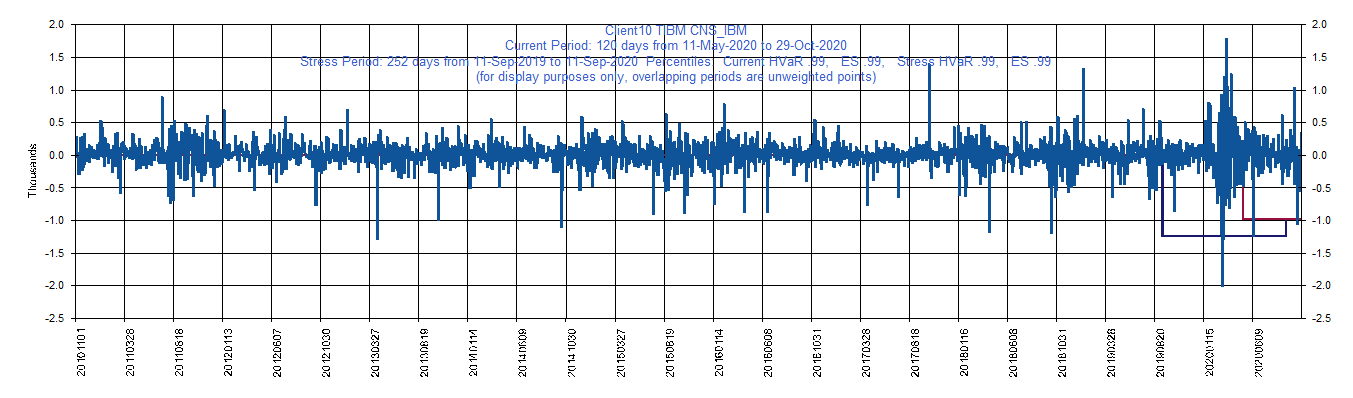 Client10 TIBM CNS_IBM
Current Period: 120 days from 11-May-2020 to 29-Oct-2020
Stress Period: 252 days from 11-Sep-2019 to 11-Sep-2020 Percentiles: Current HVaR .99, ES .99, Stress HVaR .99, ES .99
(for display purposes only, overlapping periods are unweighted points)
2.0 2.0
1.5 1.5
1.0 1.0
0.5 0.5
0.0 0.0
-0.5 -0.5
-1.0 -1.0
-1.5 -1.5
-2.0 -2.0
-2.5 -2.5
Thousands
20101101 20110328 20110818 20120113 20120607 20121030 20130327 20130819 20140114 20140609 20141030 20150327 20150819 20160114 20160608 20161031 20170328 20170818 20180116 20180608 20181031 20190328 20190820 20200115 20200609